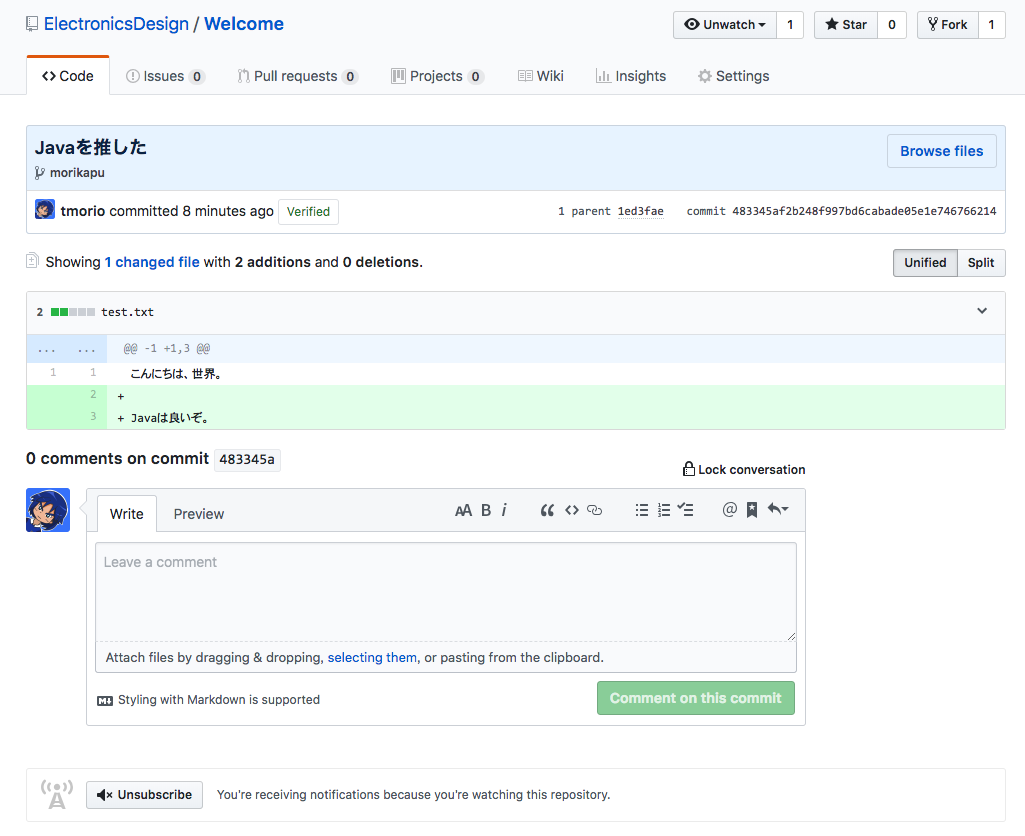 ElectronicsDesign / Welcome
Unwatch 1 Star 0 Fork 1
Code Issues 0 Pull requests 0 Projects 0 Wiki Insights Settings
Javaを推した
Browse files
morikapu
tmorio committed 8 minutes ago Verified 1 parent 1ed3fae commit 483345af2b248f997bd6cabade05e1e746766214
Showing 1 changed file with 2 additions and 0 deletions.
Unified Split
2 test.txt
... ... @@ -1 +1,3 @@
1 1 こんにちは、世界。
2 +
3 + Javaは良いぞ。
0 comments on commit 483345a
Lock conversation
Write Preview AA B i
Leave a comment
Attach files by dragging & dropping, selecting them, or pasting from the clipboard.
Styling with Markdown is supported
Comment on this commit
Unsubscribe You're receiving notifications because you're watching this repository.